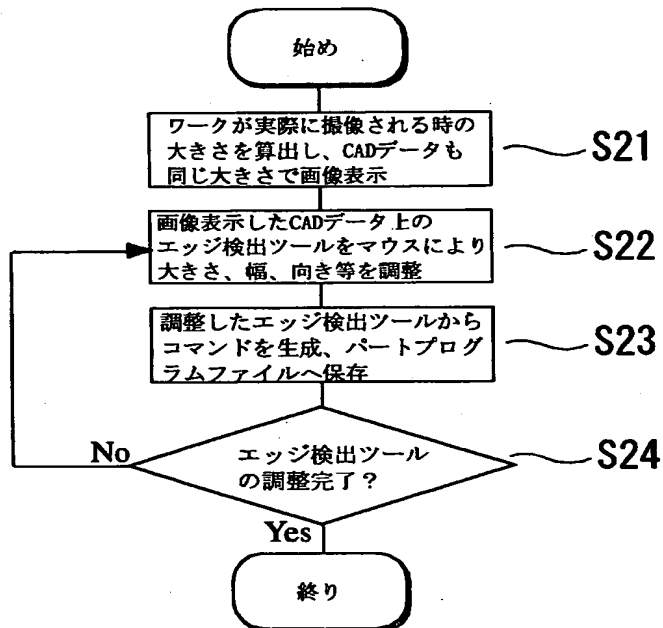 始め
ワークが実際に撮像される時の
大きさを算出し、CADデータも
同じ大きさで画像表示
S21
画像表示したCADデータ上の
エッジ検出ツールをマウスにより
大きさ、幅、向き等を調整
S22
調整したエッジ検出ツールから
コマンドを生成、パートプログ
ラムファイルへ保存
S23
エッジ検出ツール
の調整完了？
S24
No
Yes
終り